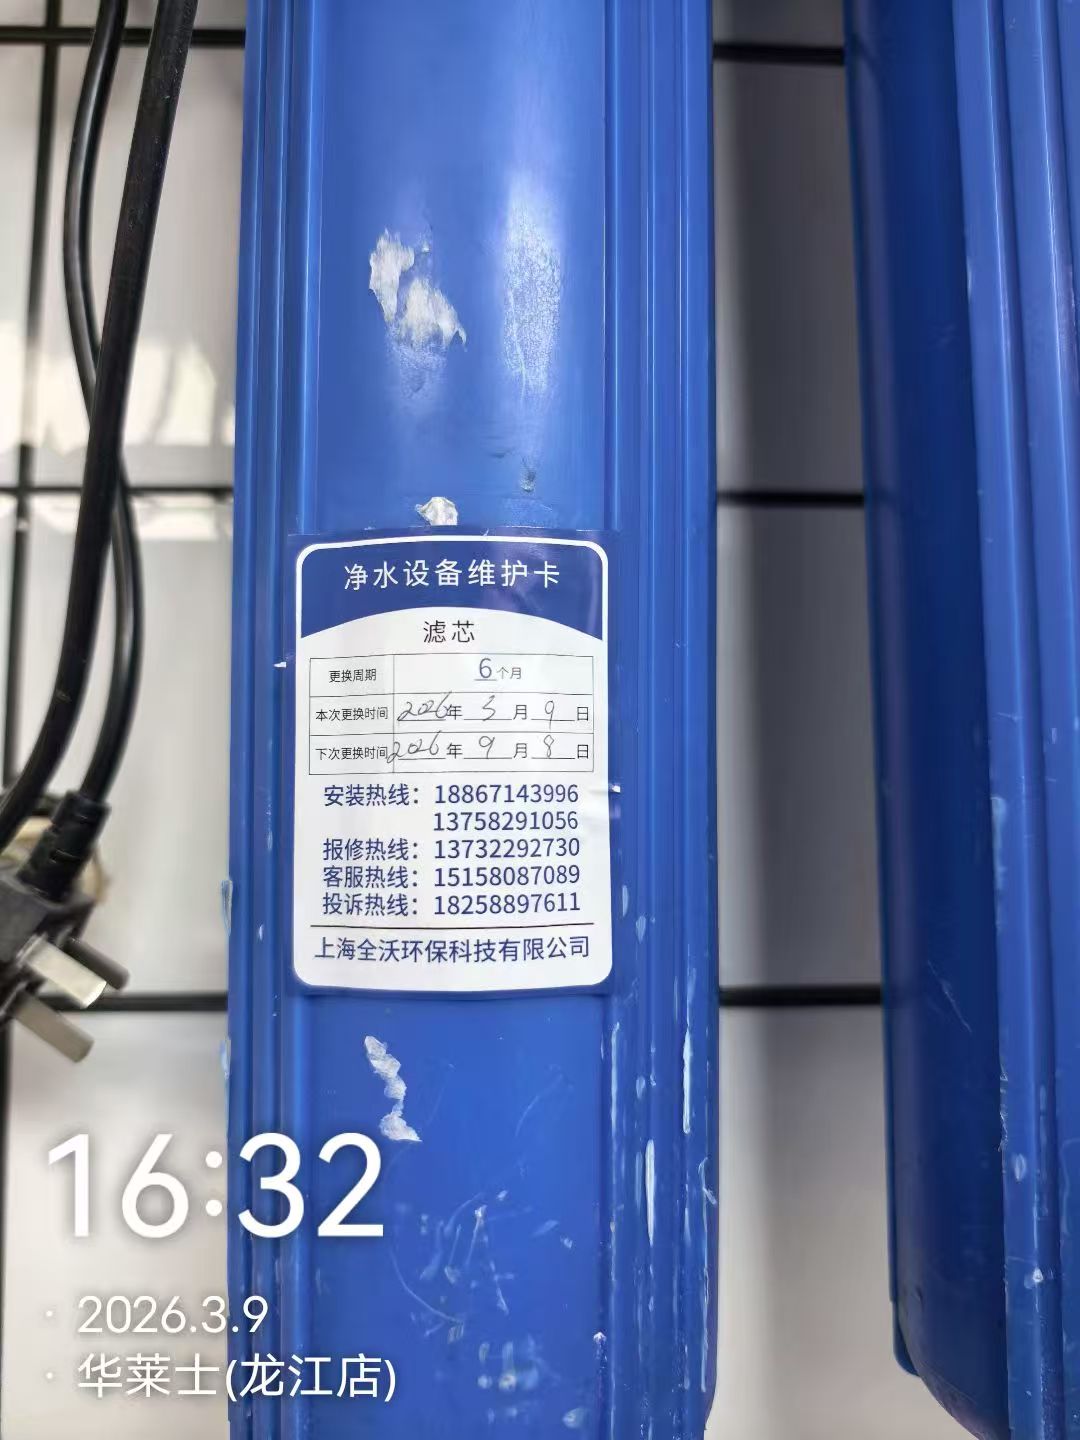 净水设备维护卡
滤芯
更换周期 6个月
本次更换时间 2026年3月9日
下次更换时间 2026年9月8日
安装热线：18867143996
13758291056
报修热线：13732292730
客服热线：15158087089
投诉热线：18258897611
上海全沃环保科技有限公司
16:32
2026.3.9
华莱士(龙江店)